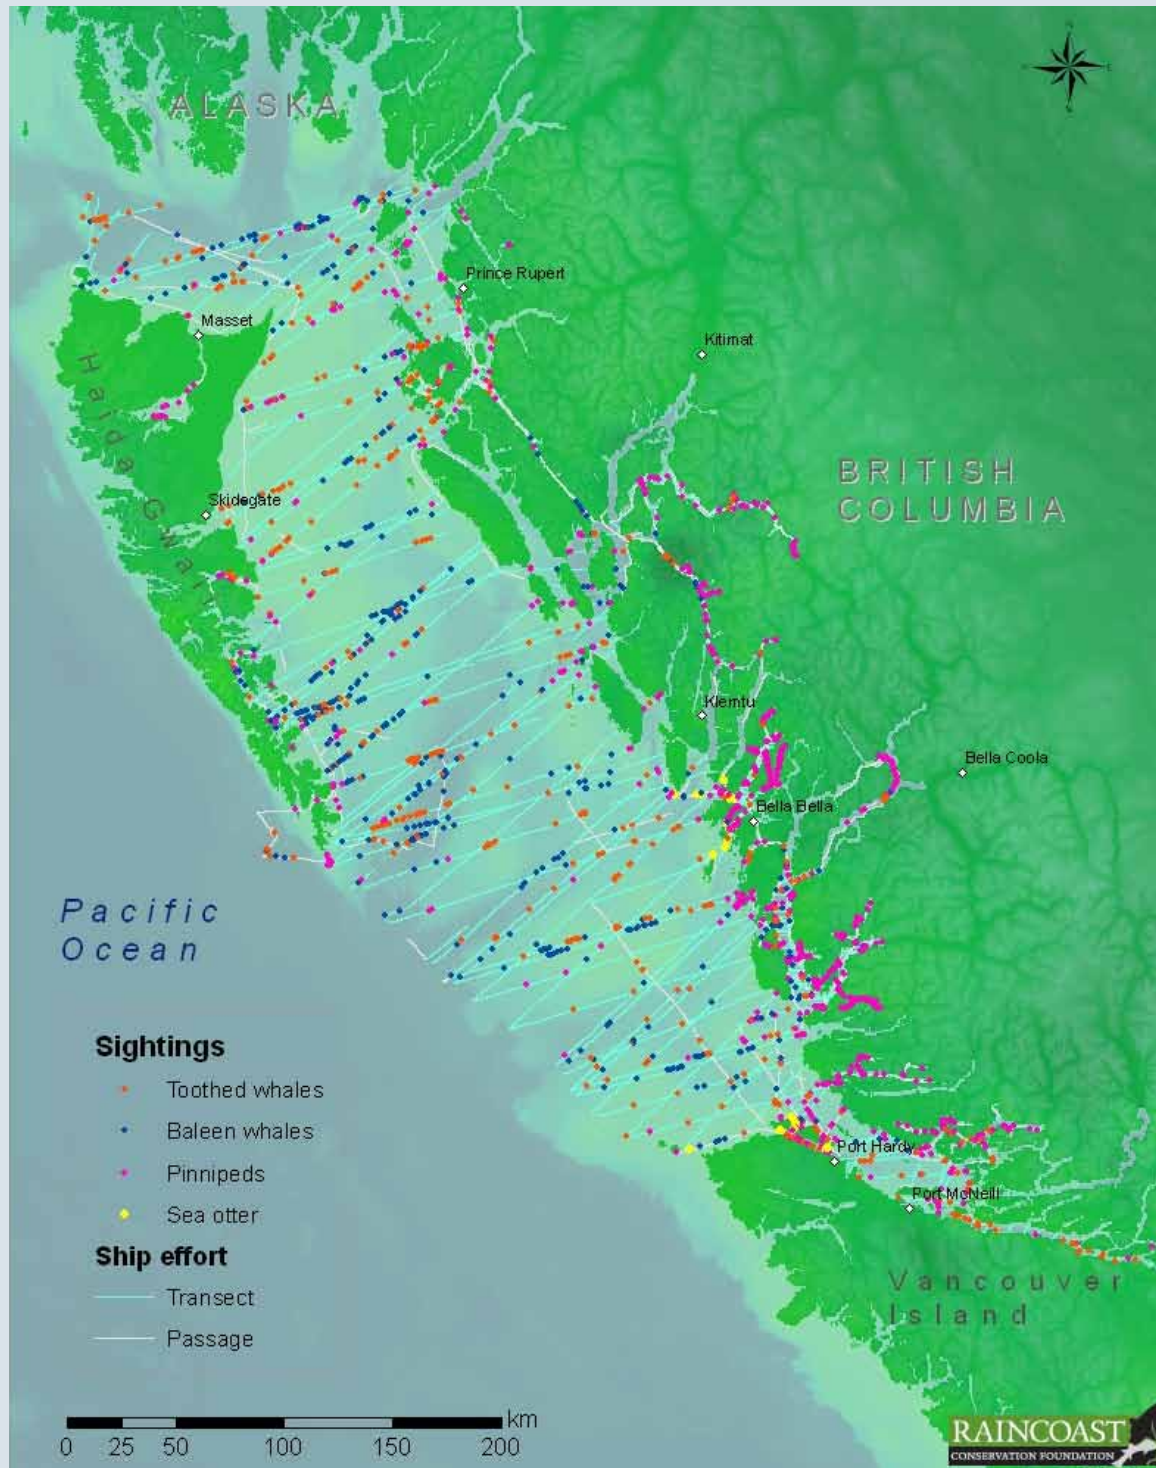 ALASKA
Prince Rupert
Masset
Kitimat
Haida Gwaii
BRITISH
COLUMBIA
Skidegate
Klemtu
Bella Coola
Bella Bella
Pacific
Ocean
Sightings
Toothed whales
Baleen whales
Pinnipeds
Sea otter
Port Hardy
Port McNeill
Ship effort
Transect
Passage
Vancouver
Island
km
0 25 50 100 150 200
RAINCOAST
CONSERVATION FOUNDATION